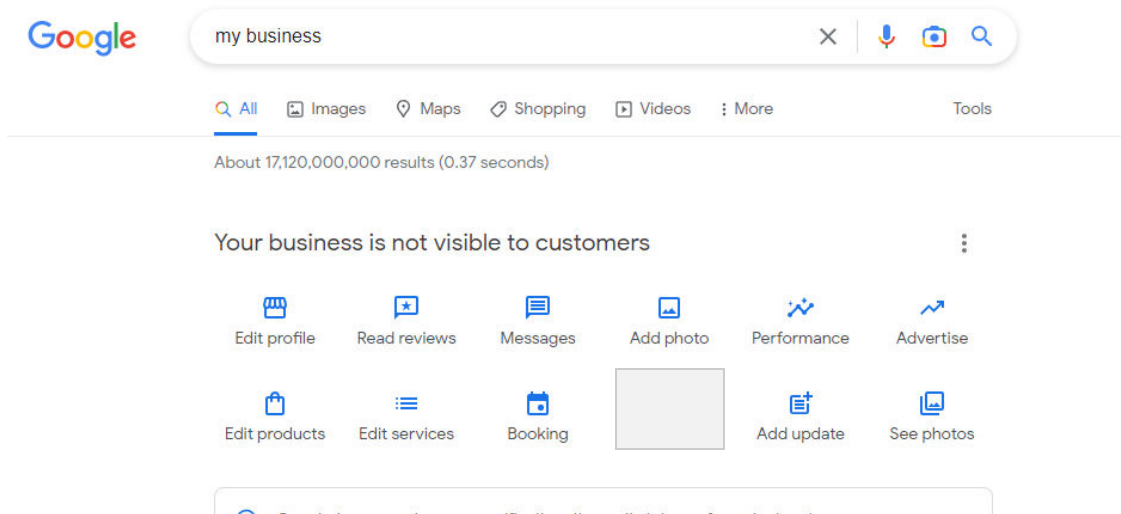 Google
my business
All Images Maps Shopping Videos More Tools
About 17,120,000,000 results (0.37 seconds)
Your business is not visible to customers
Edit profile Read reviews Messages Add photo Performance Advertise
Edit products Edit services Booking Add update See photos